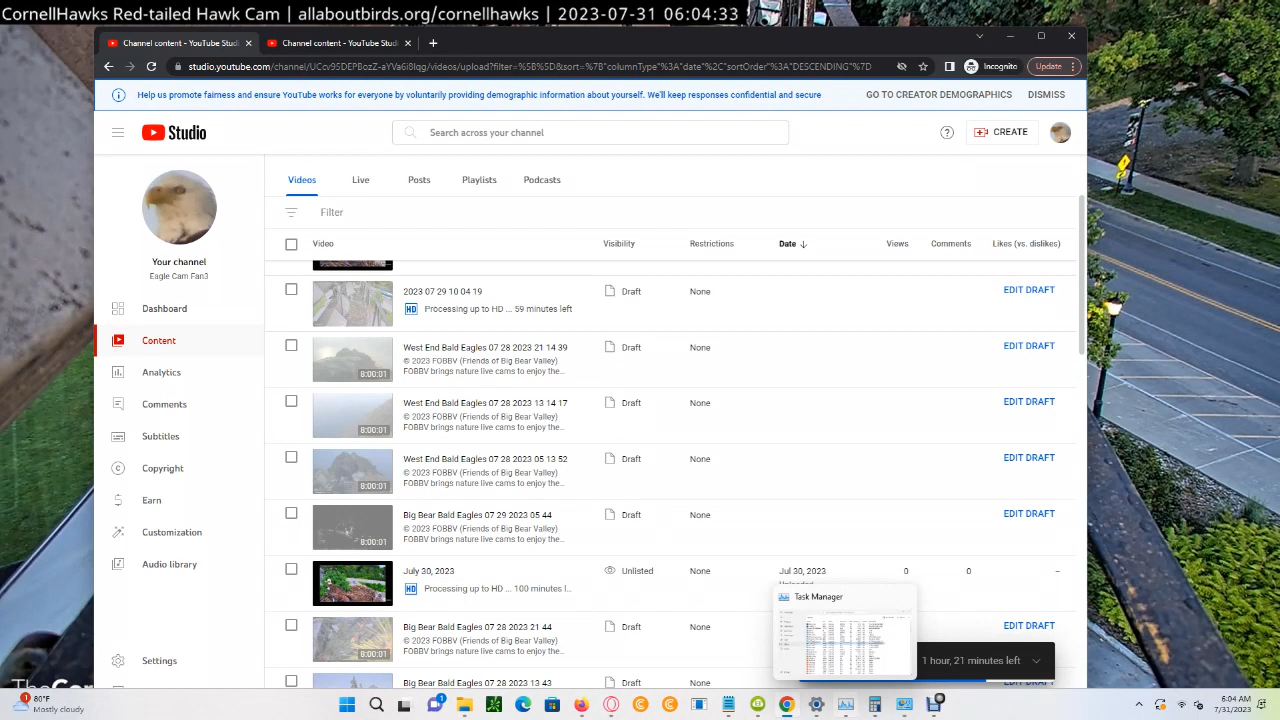 CornellHawks Red-tailed Hawk Cam | allaboutbirds.org/cornellhawks | 2023-07-31 06:04:33
Channel content - YouTube Studi
Channel content - YouTube Studi
studio.youtube.com/channel/UCcv95DEPBozZ-aYVa6i8Iqg/videos/upload?filter=%5B%5D&sort=%7B"columnType"%3A"date"%2C"sortOrder"%3A"DESCENDING"%7D
Incognito
Update
Help us promote fairness and ensure YouTube works for everyone by voluntarily providing demographic information about yourself. We'll keep responses confidential and secure
GO TO CREATOR DEMOGRAPHICS
DISMISS
Studio
Search across your channel
CREATE
Videos
Live
Posts
Playlists
Podcasts
Filter
Your channel
Eagle Cam Fan3
Dashboard
Content
Analytics
Comments
Subtitles
Copyright
Earn
Customization
Audio library
Settings
Video
Visibility
Restrictions
Date
Views
Comments
Likes (vs. dislikes)
2023 07 29 10 04 19
HD Processing up to HD ... 59 minutes left
Draft
None
EDIT DRAFT
West End Bald Eagles 07 28 2023 21 14 39
© 2023 FOBBV (Friends of Big Bear Valley)
FOBBV brings nature live cams to enjoy the...
8:00:01
Draft
None
EDIT DRAFT
West End Bald Eagles 07 28 2023 13 14 17
© 2023 FOBBV (Friends of Big Bear Valley)
FOBBV brings nature live cams to enjoy the...
8:00:01
Draft
None
EDIT DRAFT
West End Bald Eagles 07 28 2023 05 13 52
© 2023 FOBBV (Friends of Big Bear Valley)
FOBBV brings nature live cams to enjoy the...
8:00:01
Draft
None
EDIT DRAFT
Big Bear Bald Eagles 07 29 2023 05 44
© 2023 FOBBV (Friends of Big Bear Valley)
FOBBV brings nature live cams to enjoy the...
8:00:01
Draft
None
EDIT DRAFT
July 30, 2023
HD Processing up to HD ... 100 minutes l...
Unlisted
None
Jul 30, 2023
Uploaded
0
0
–
Big Bear Bald Eagles 07 28 2023 21 44
© 2023 FOBBV (Friends of Big Bear Valley)
FOBBV brings nature live cams to enjoy the...
8:00:01
Draft
None
EDIT DRAFT
Big Bear Bald Eagles 07 28 2023 13 43
Draft
None
EDIT DRAFT
Task Manager
1 hour, 21 minutes left
1
80°F
Mostly cloudy
1
6:04 AM
7/31/2023